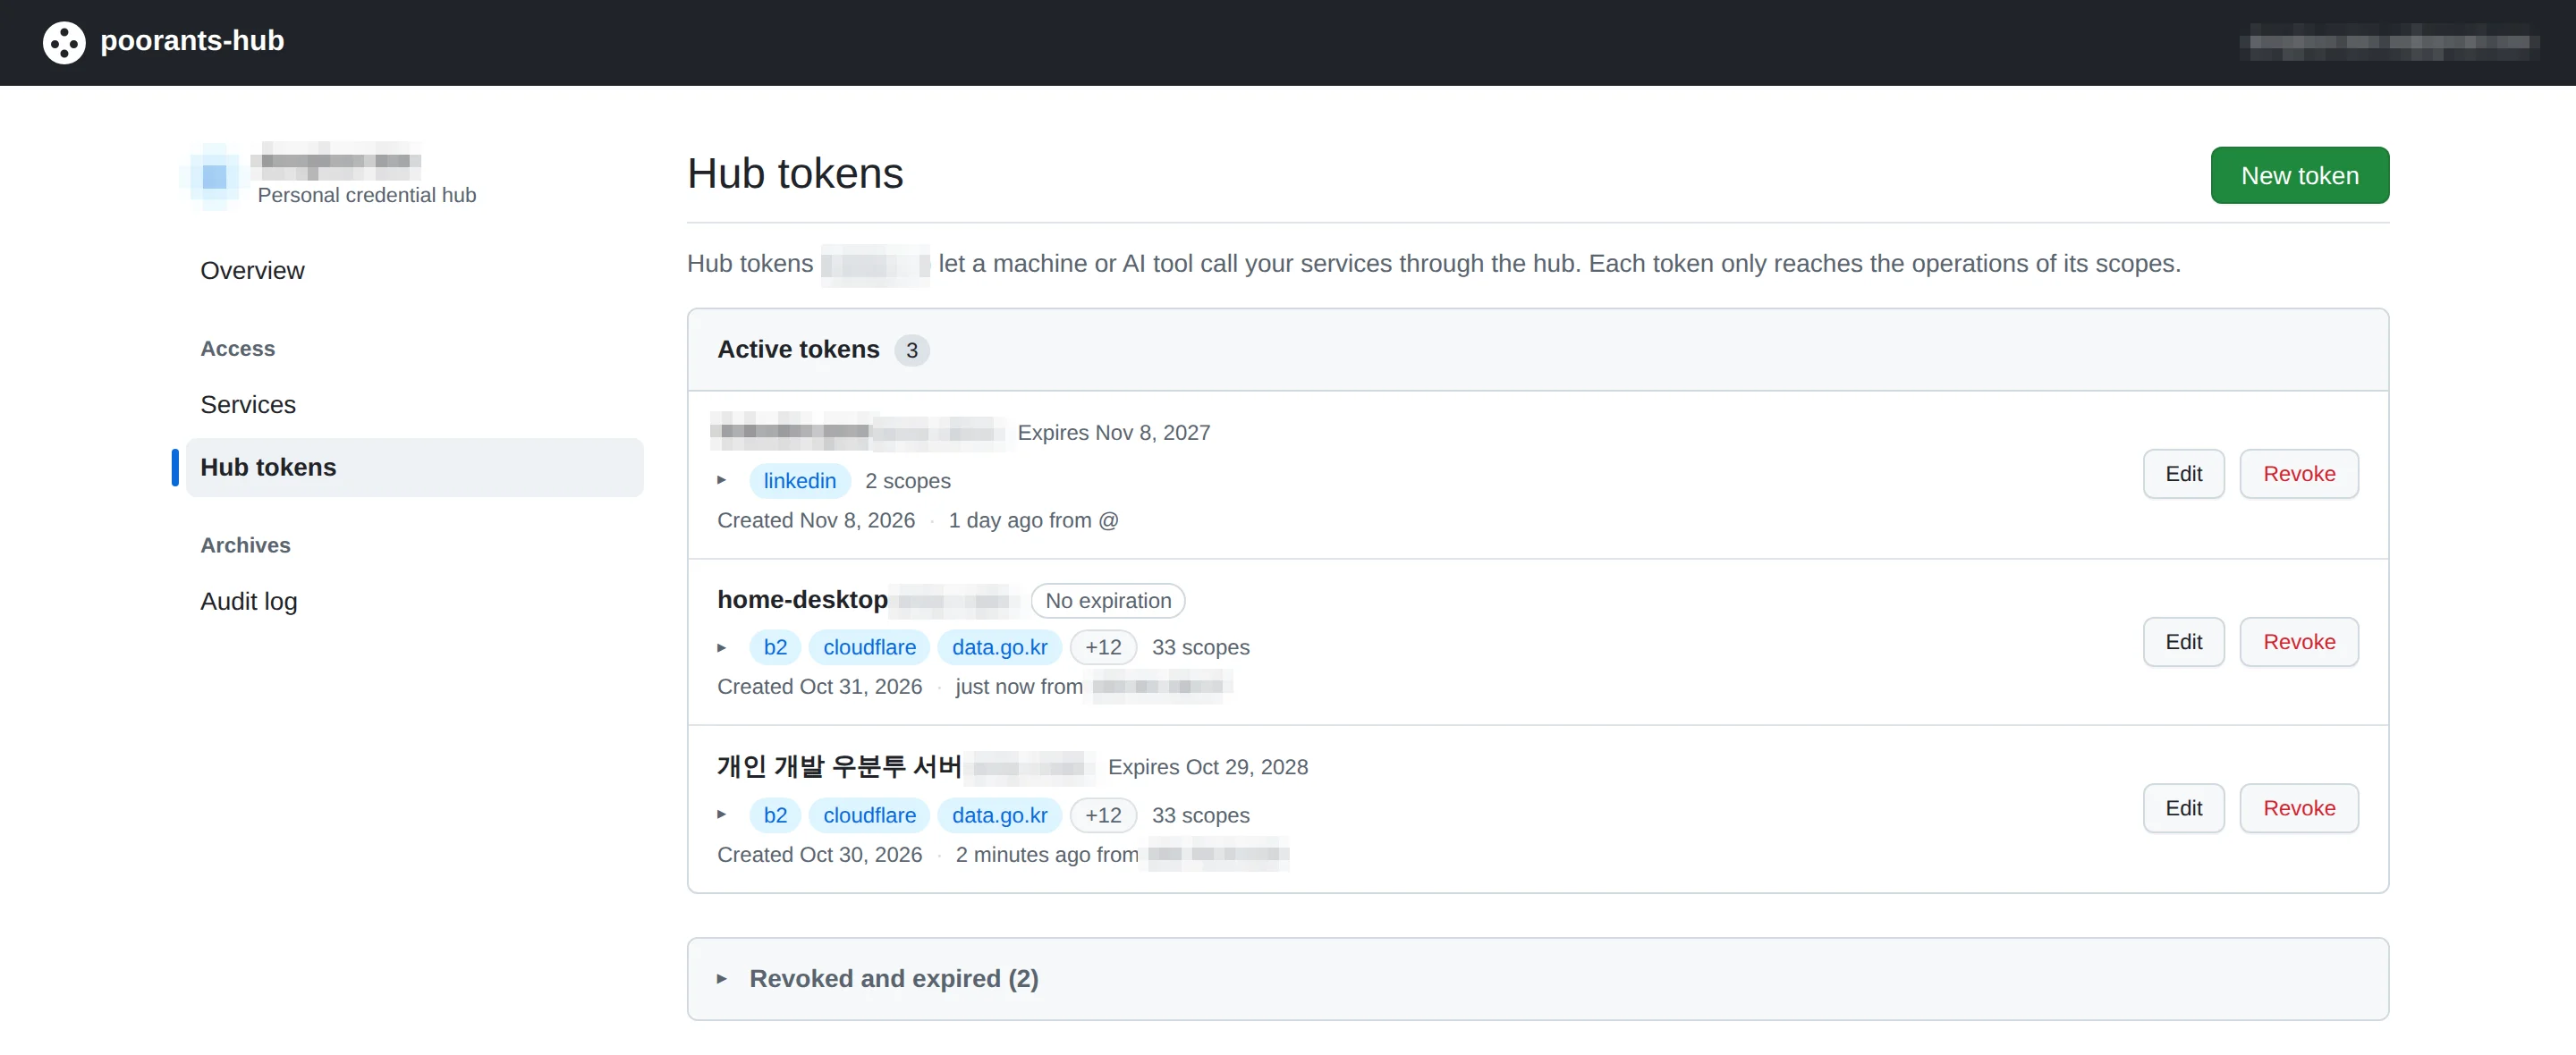 poorants-hub
Personal credential hub
Overview
Access
Services
Hub tokens
Archives
Audit log
Hub tokens
New token
Hub tokens let a machine or AI tool call your services through the hub. Each token only reaches the operations of its scopes.
Active tokens 3
Expires Nov 8, 2027
linkedin 2 scopes
Created Nov 8, 2026 · 1 day ago from @
Edit Revoke
home-desktop No expiration
b2 cloudflare data.go.kr +12 33 scopes
Created Oct 31, 2026 · just now from
Edit Revoke
개인 개발 우분투 서버 Expires Oct 29, 2028
b2 cloudflare data.go.kr +12 33 scopes
Created Oct 30, 2026 · 2 minutes ago from
Edit Revoke
Revoked and expired (2)